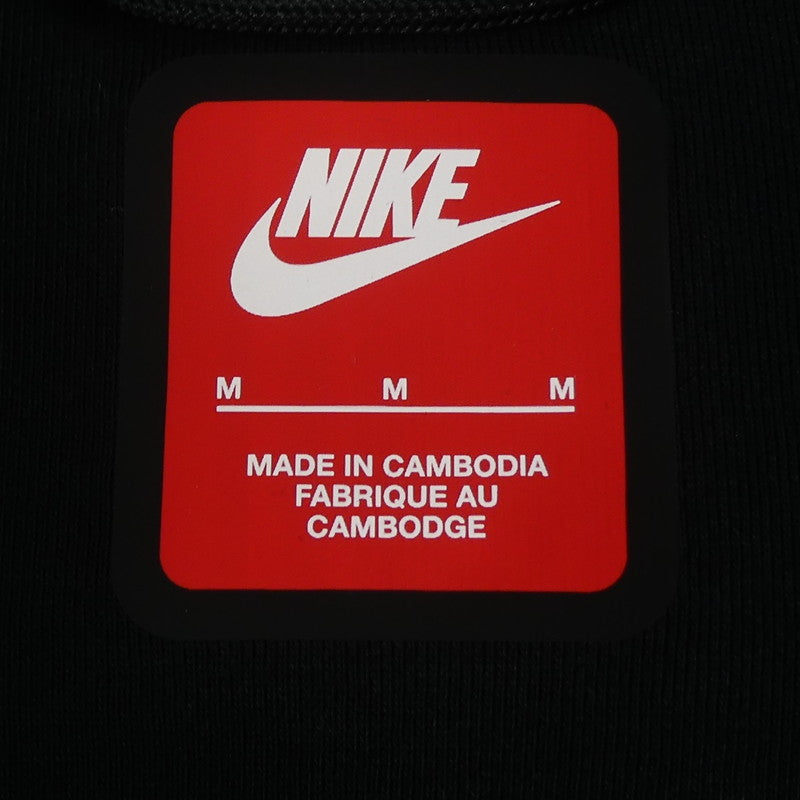 NIKE
M M M
MADE IN CAMBODIA
FABRIQUE AU
CAMBODGE